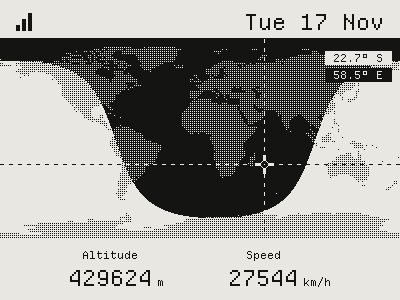 Tue 17 Nov
22.7° S
58.5° E
Altitude
Speed
429624 m
27544 km/h